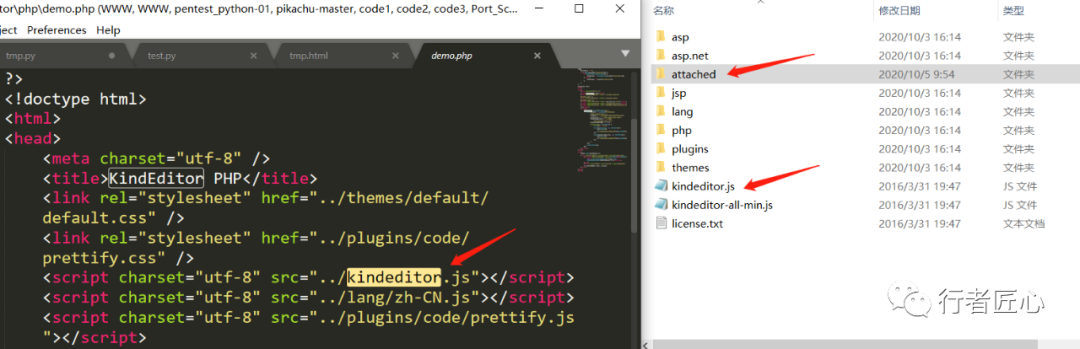 tor\php\demo.php (WWW, WWW, pentest_python-01, pikachu-master, code1, code2, code3, Port_Sc...
Project Preferences Help
tmp.py
test.py
tmp.html
demo.php
?>
<!doctype html>
<html>
<head>
<meta charset="utf-8" />
<title>KindEditor PHP</title>
<link rel="stylesheet" href="../themes/default/
default.css" />
<link rel="stylesheet" href="../plugins/code/
prettify.css" />
<script charset="utf-8" src="../kindeditor.js"></script>
<script charset="utf-8" src="../lang/zh-CN.js"></script>
<script charset="utf-8" src="../plugins/code/prettify.js
"></script>
名称 修改日期 类型
asp 2020/10/3 16:14 文件夹
asp.net 2020/10/3 16:14 文件夹
attached 2020/10/5 9:54 文件夹
jsp 2020/10/3 16:14 文件夹
lang 2020/10/3 16:14 文件夹
php 2020/10/3 16:14 文件夹
plugins 2020/10/3 16:14 文件夹
themes 2020/10/3 16:14 文件夹
kindeditor.js 2016/3/31 19:47 JS 文件
kindeditor-all-min.js 2016/3/31 19:47 JS 文件
license.txt 2016/3/31 19:47 文本文档
行者匠心